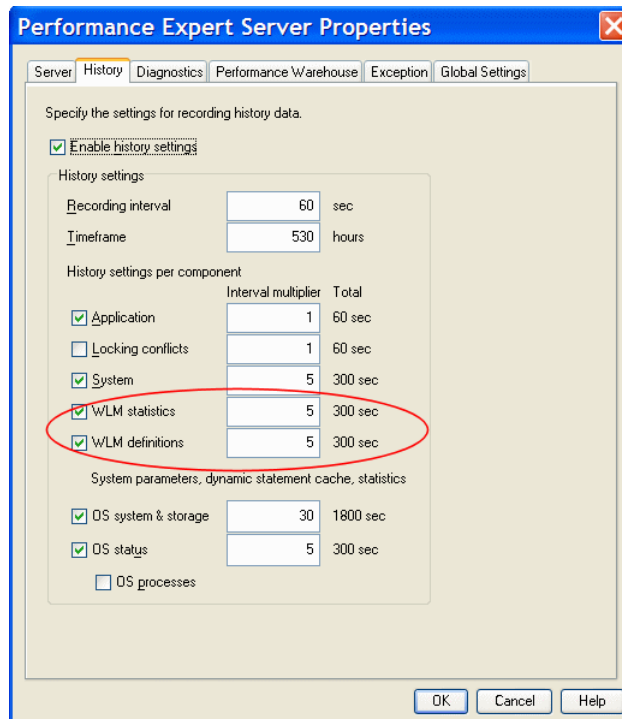 Performance Expert Server Properties
Server History Diagnostics Performance Warehouse Exception Global Settings
Specify the settings for recording history data.
Enable history settings
History settings
Recording interval 60 sec
Timeframe 530 hours
History settings per component
Interval multiplier Total
Application 1 60 sec
Locking conflicts 1 60 sec
System 5 300 sec
WLM statistics 5 300 sec
WLM definitions 5 300 sec
System parameters, dynamic statement cache, statistics
OS system & storage 30 1800 sec
OS status 5 300 sec
OS processes
OK Cancel Help